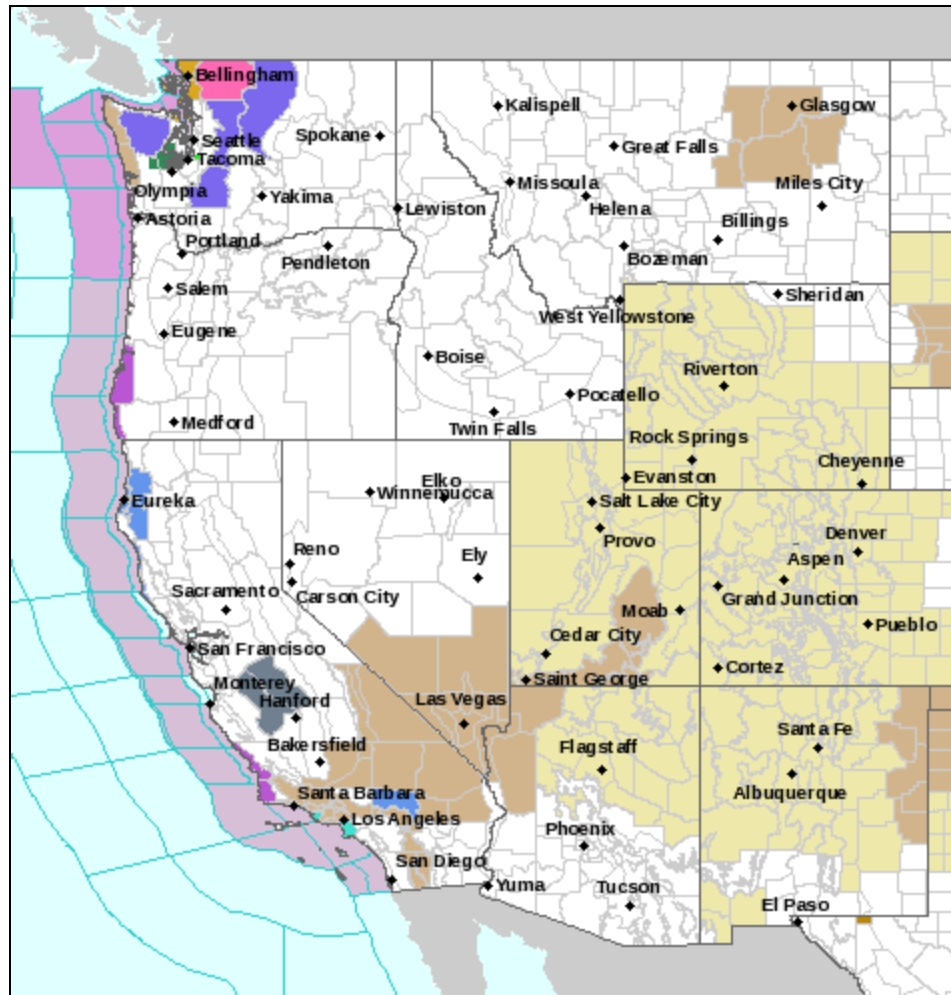 Bellingham
Kalispell
Glasgow
Spokane
Seattle
Great Falls
Tacoma
Missoula
Miles City
Olympia
Yakima
Helena
Lewiston
Astoria
Billings
Portland
Pendleton
Bozeman
Salem
Sheridan
West Yellowstone
Eugene
Boise
Riverton
Pocatello
Medford
Twin Falls
Rock Springs
Cheyenne
Elko
Evanston
Winnemucca
Eureka
Salt Lake City
Denver
Provo
Reno
Ely
Aspen
Sacramento
Carson City
Grand Junction
Moab
Pueblo
Cedar City
San Francisco
Cortez
Saint George
Monterey
Hanford
Las Vegas
Santa Fe
Bakersfield
Flagstaff
Santa Barbara
Albuquerque
Los Angeles
Phoenix
San Diego
Yuma
Tucson
El Paso